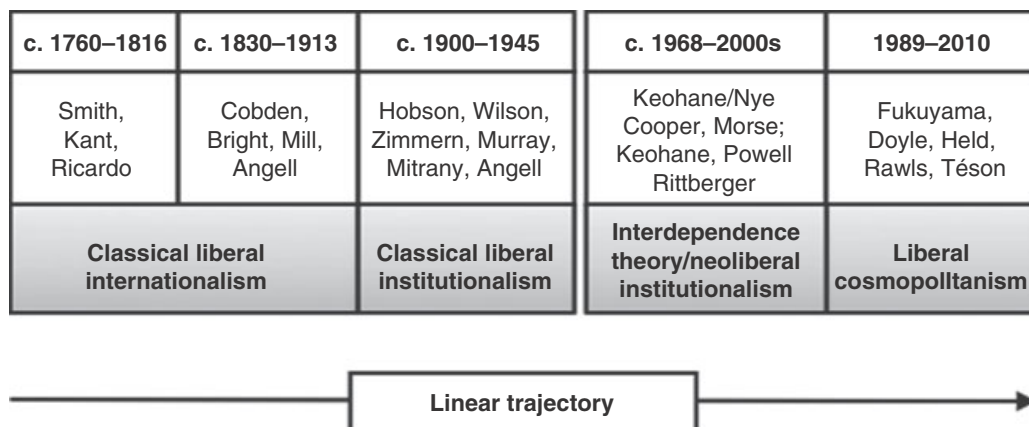 c. 1760–1816
c. 1830–1913
c. 1900–1945
c. 1968–2000s
1989–2010
Smith,
Kant,
Ricardo
Cobden,
Bright, Mill,
Angell
Hobson, Wilson,
Zimmern, Murray,
Mitrany, Angell
Keohane/Nye
Cooper, Morse;
Keohane, Powell
Rittberger
Fukuyama,
Doyle, Held,
Rawls, Téson
Classical liberal
internationalism
Classical liberal
institutionalism
Interdependence
theory/neoliberal
institutionalism
Liberal
cosmopolltanism
Linear trajectory